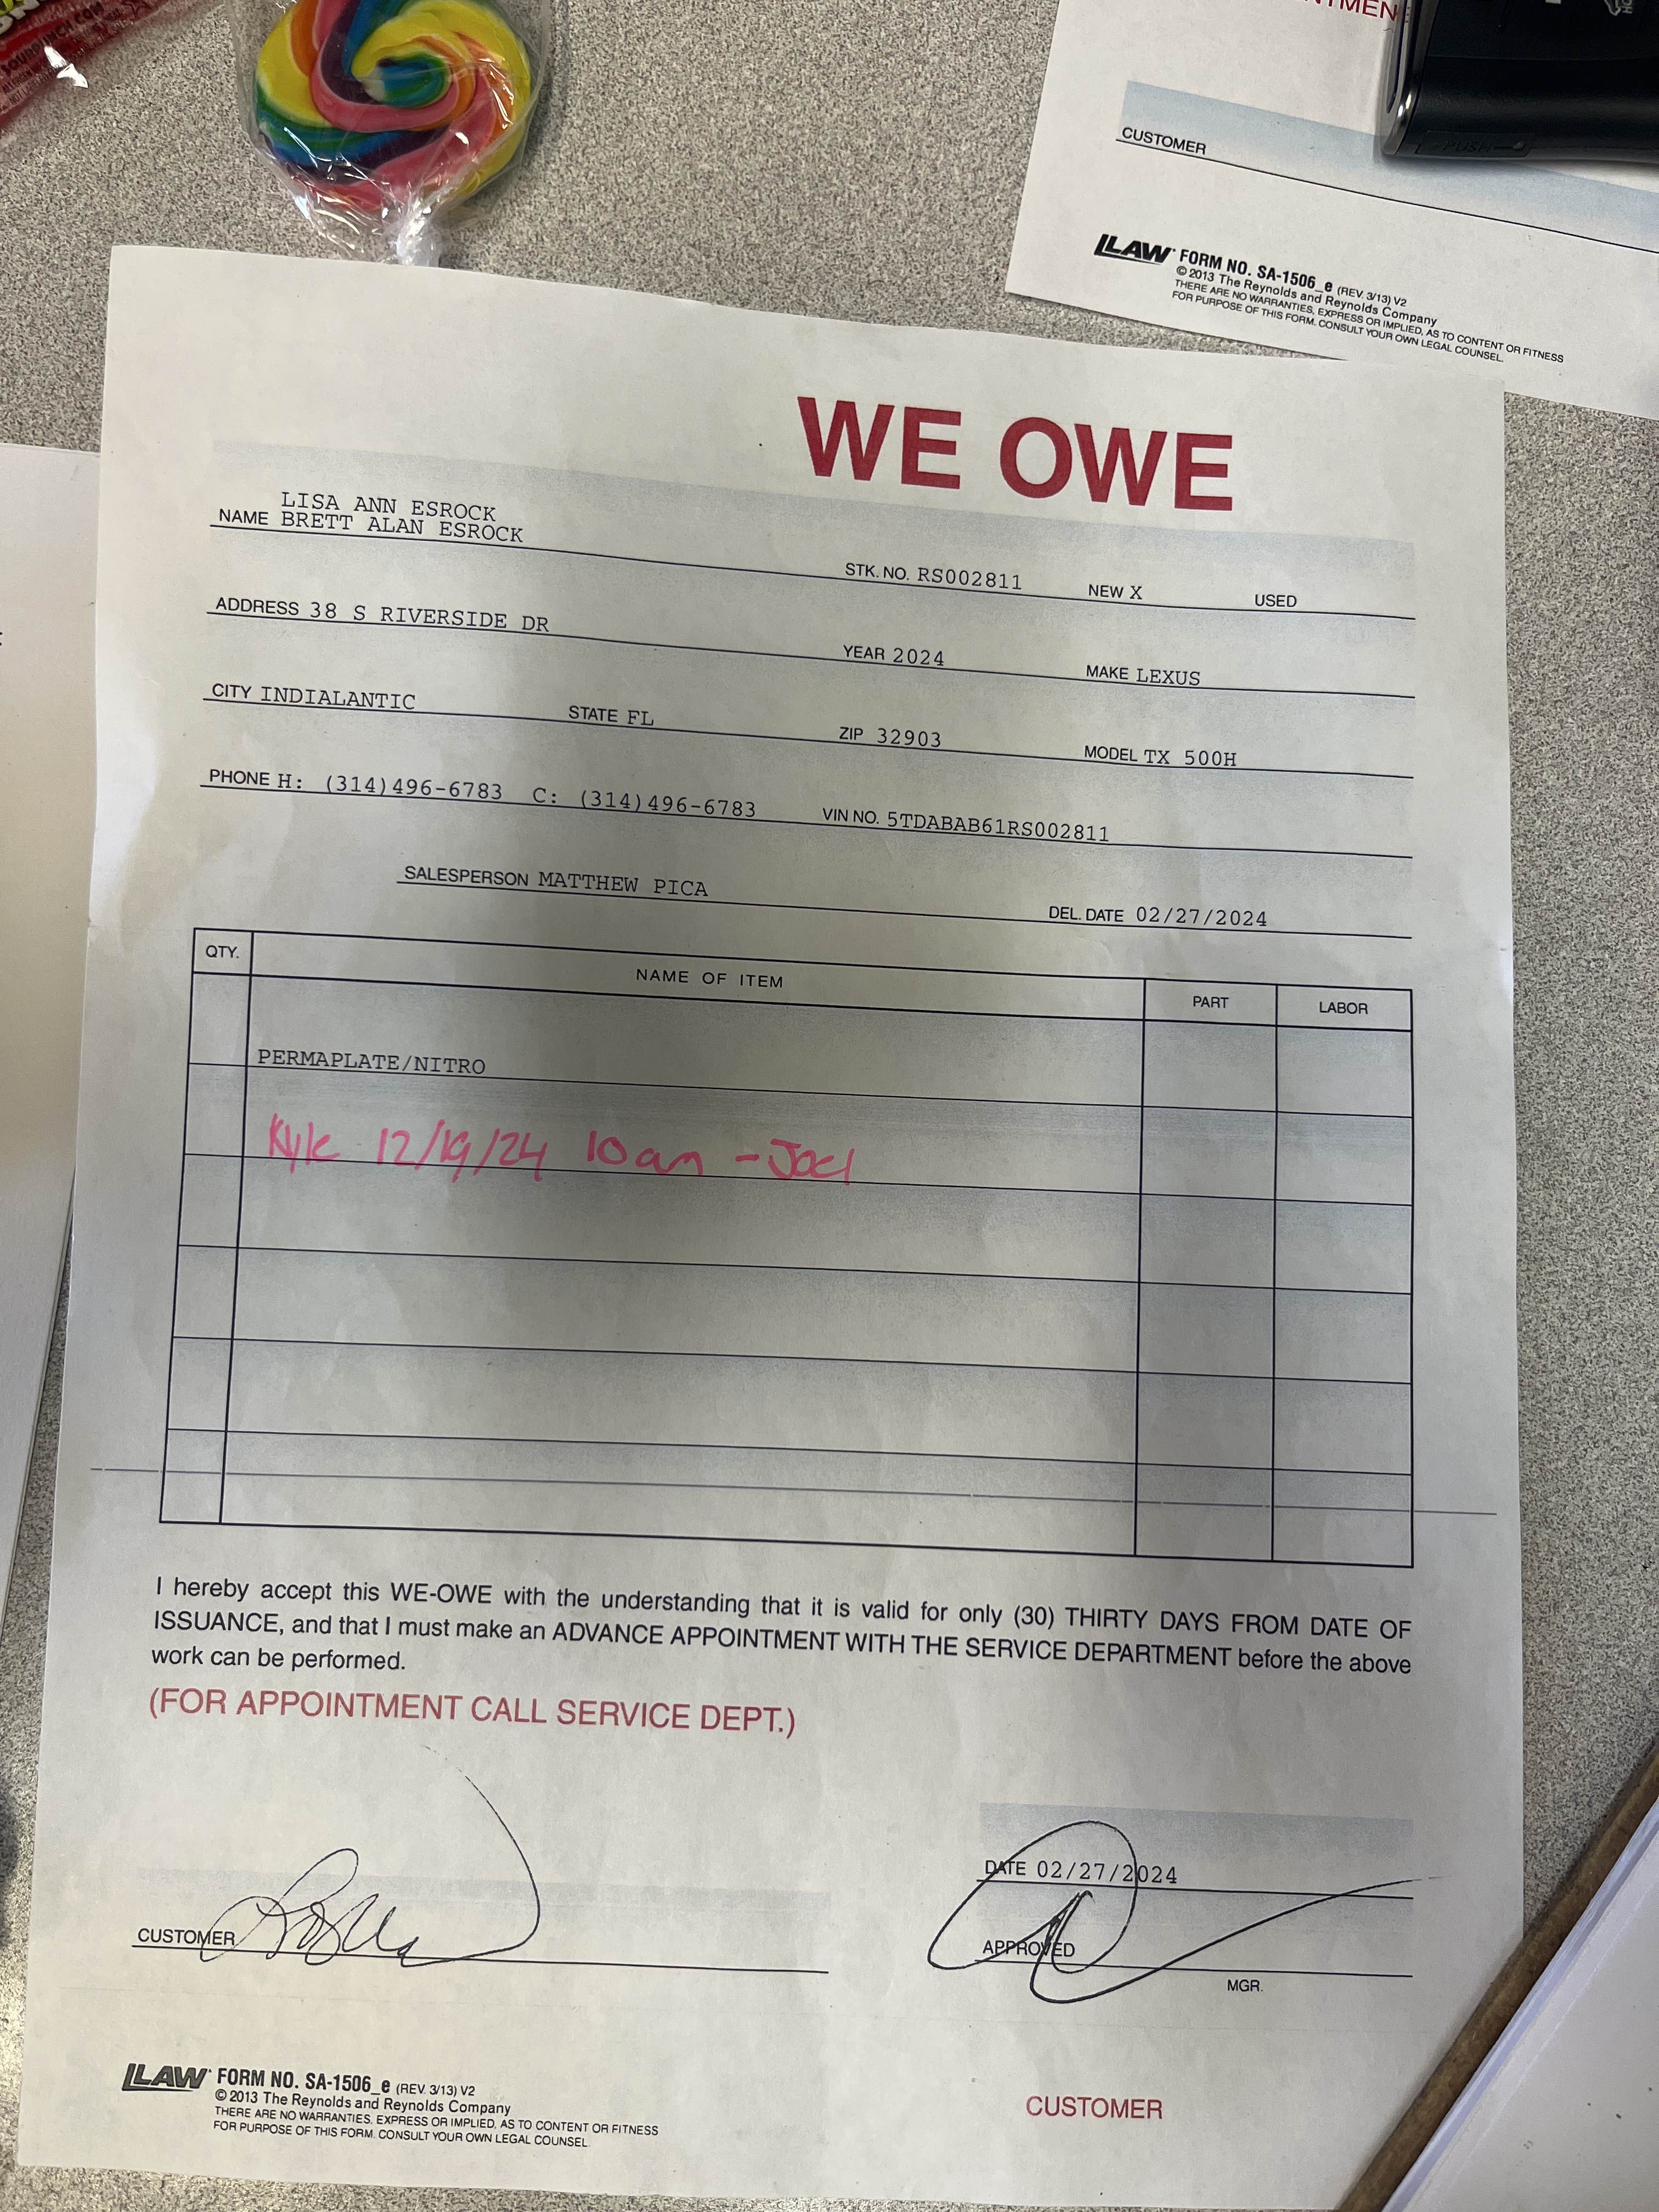 CUSTOMER
LAW FORM NO. SA-1506_e (REV. 3/13) V2
© 2013 The Reynolds and Reynolds Company
THERE ARE NO WARRANTIES, EXPRESS OR IMPLIED, AS TO CONTENT OR FITNESS
FOR PURPOSE OF THIS FORM. CONSULT YOUR OWN LEGAL COUNSEL.
PUSH
WE OWE
LISA ANN ESROCK
NAME BRETT ALAN ESROCK
STK. NO. RS002811 NEW X USED
ADDRESS 38 S RIVERSIDE DR
YEAR 2024 MAKE LEXUS
CITY INDIALANTIC STATE FL ZIP 32903 MODEL TX 500H
PHONE H: (314)496-6783 C: (314)496-6783 VIN NO. 5TDABAB61RS002811
SALESPERSON MATTHEW PICA DEL. DATE 02/27/2024
QTY. NAME OF ITEM PART LABOR
PERMAPLATE/NITRO
Kyle 12/19/24 10am - Joel
I hereby accept this WE-OWE with the understanding that it is valid for only (30) THIRTY DAYS FROM DATE OF
ISSUANCE, and that I must make an ADVANCE APPOINTMENT WITH THE SERVICE DEPARTMENT before the above
work can be performed.
(FOR APPOINTMENT CALL SERVICE DEPT.)
DATE 02/27/2024
CUSTOMER
APPROVED
MGR.
LAW FORM NO. SA-1506_e (REV. 3/13) V2
© 2013 The Reynolds and Reynolds Company
THERE ARE NO WARRANTIES, EXPRESS OR IMPLIED, AS TO CONTENT OR FITNESS
FOR PURPOSE OF THIS FORM. CONSULT YOUR OWN LEGAL COUNSEL.
CUSTOMER